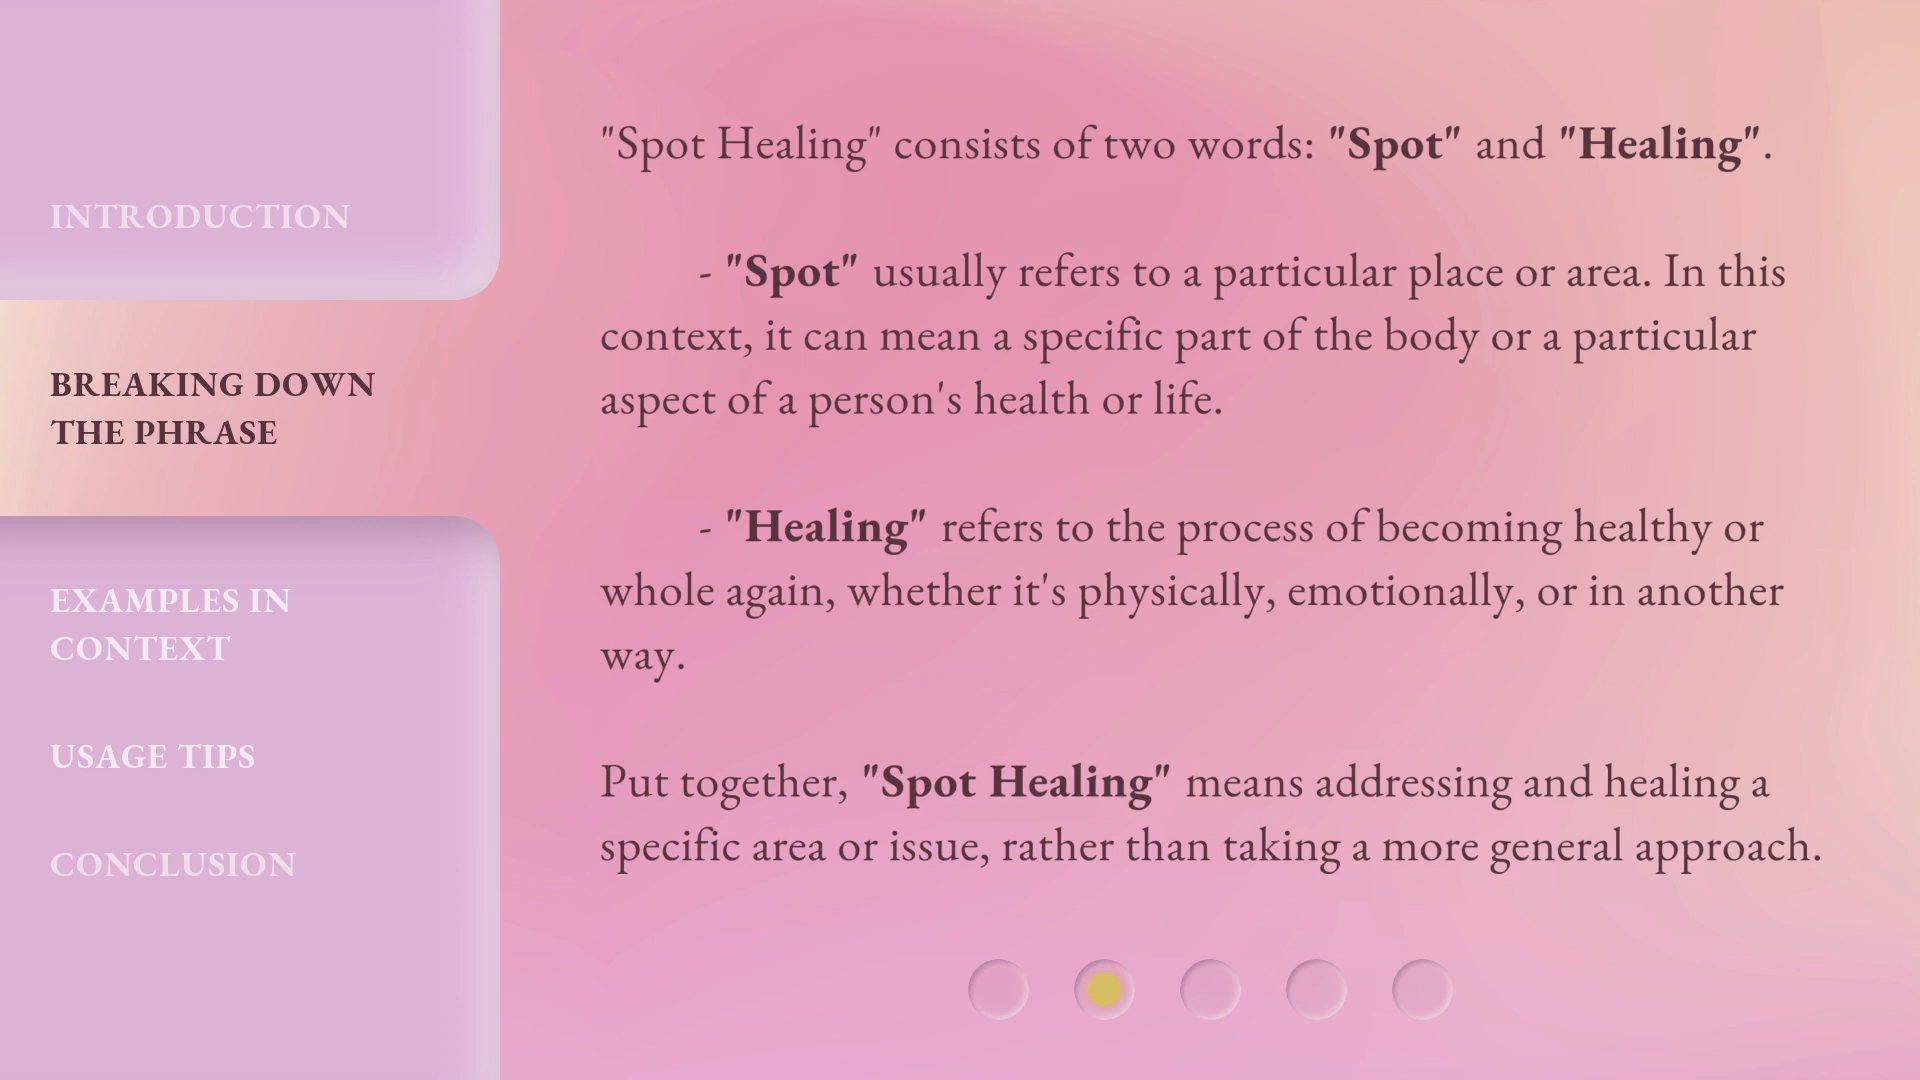 INTRODUCTION
BREAKING DOWN
THE PHRASE
EXAMPLES IN
CONTEXT
USAGE TIPS
CONCLUSION
"Spot Healing" consists of two words: "Spot" and "Healing".
- "Spot" usually refers to a particular place or area. In this
context, it can mean a specific part of the body or a particular
aspect of a person's health or life.
- "Healing" refers to the process of becoming healthy or
whole again, whether it's physically, emotionally, or in another
way.
Put together, "Spot Healing" means addressing and healing a
specific area or issue, rather than taking a more general approach.